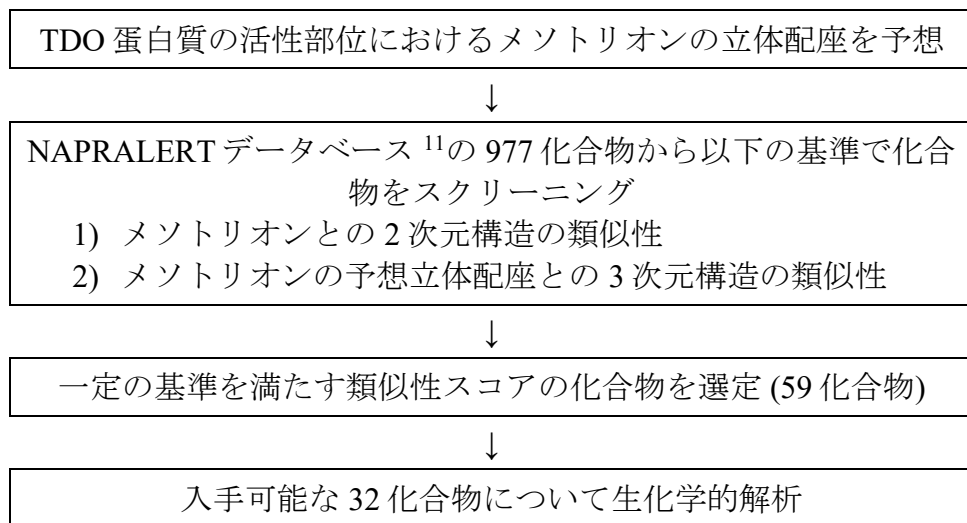 TDO 蛋白質の活性部位におけるメソトリオンの立体配座を予想
↓
NAPRALERT データベース 11の 977 化合物から以下の基準で化合
物をスクリーニング
1) メソトリオンとの 2 次元構造の類似性
2) メソトリオンの予想立体配座との 3 次元構造の類似性
↓
一定の基準を満たす類似性スコアの化合物を選定 (59 化合物)
↓
入手可能な 32 化合物について生化学的解析